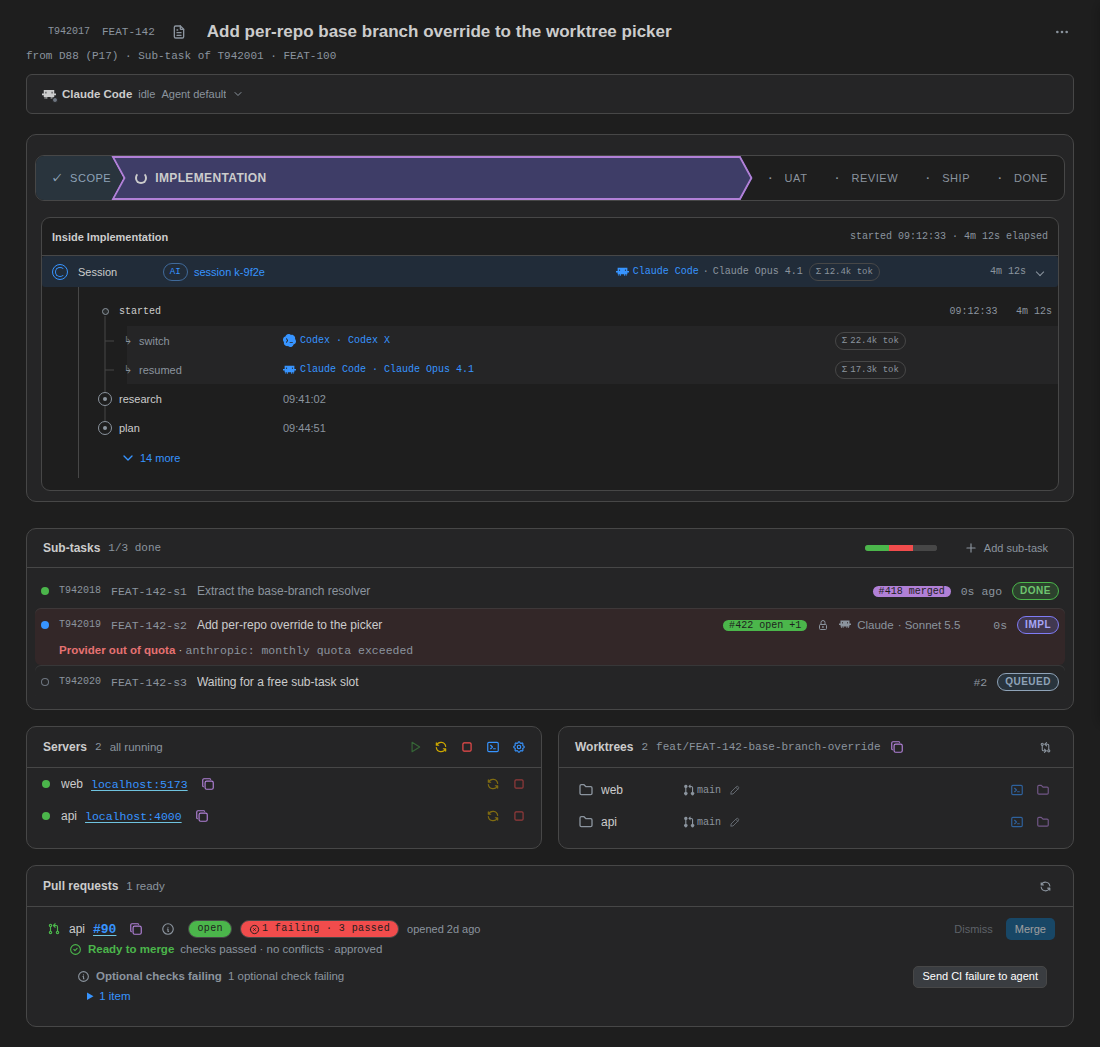 T942017 FEAT-142 Add per-repo base branch override to the worktree picker
from D88 (P17) · Sub-task of T942001 · FEAT-100
Claude Code idle Agent default
SCOPE IMPLEMENTATION · UAT · REVIEW · SHIP · DONE
Inside Implementation started 09:12:33 · 4m 12s elapsed
Session AI session k-9f2e Claude Code · Claude Opus 4.1 Σ 12.4k tok 4m 12s
started 09:12:33 4m 12s
↳ switch Codex · Codex X Σ 22.4k tok
↳ resumed Claude Code · Claude Opus 4.1 Σ 17.3k tok
research 09:41:02
plan 09:44:51
14 more
Sub-tasks 1/3 done Add sub-task
T942018 FEAT-142-s1 Extract the base-branch resolver #418 merged 0s ago DONE
T942019 FEAT-142-s2 Add per-repo override to the picker #422 open +1 Claude · Sonnet 5.5 0s IMPL
Provider out of quota · anthropic: monthly quota exceeded
T942020 FEAT-142-s3 Waiting for a free sub-task slot #2 QUEUED
Servers 2 all running
web localhost:5173
api localhost:4000
Worktrees 2 feat/FEAT-142-base-branch-override
web main
api main
Pull requests 1 ready
api #90 open 1 failing · 3 passed opened 2d ago Dismiss Merge
Ready to merge checks passed · no conflicts · approved
Optional checks failing 1 optional check failing Send CI failure to agent
1 item